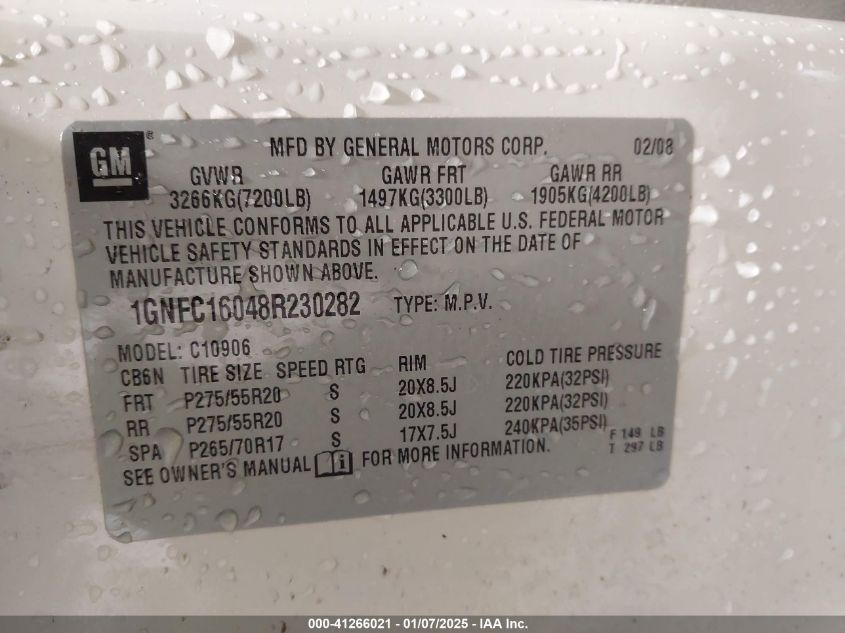 GM ® MFD BY GENERAL MOTORS CORP. 02/08
GVWR GAWR FRT GAWR RR
3266KG(7200LB) 1497KG(3300LB) 1905KG(4200LB)
THIS VEHICLE CONFORMS TO ALL APPLICABLE U.S. FEDERAL MOTOR
VEHICLE SAFETY STANDARDS IN EFFECT ON THE DATE OF
MANUFACTURE SHOWN ABOVE.
1GNFC16048R230282 TYPE: M.P.V.
MODEL: C10906
CB6N TIRE SIZE SPEED RTG RIM COLD TIRE PRESSURE
FRT P275/55R20 S 20X8.5J 220KPA(32PSI)
RR P275/55R20 S 20X8.5J 220KPA(32PSI)
SPA P265/70R17 S 17X7.5J 240KPA(35PSI) F 149 LB
SEE OWNER'S MANUAL FOR MORE INFORMATION. T 297 LB
000-41266021 - 01/07/2025 - IAA Inc.